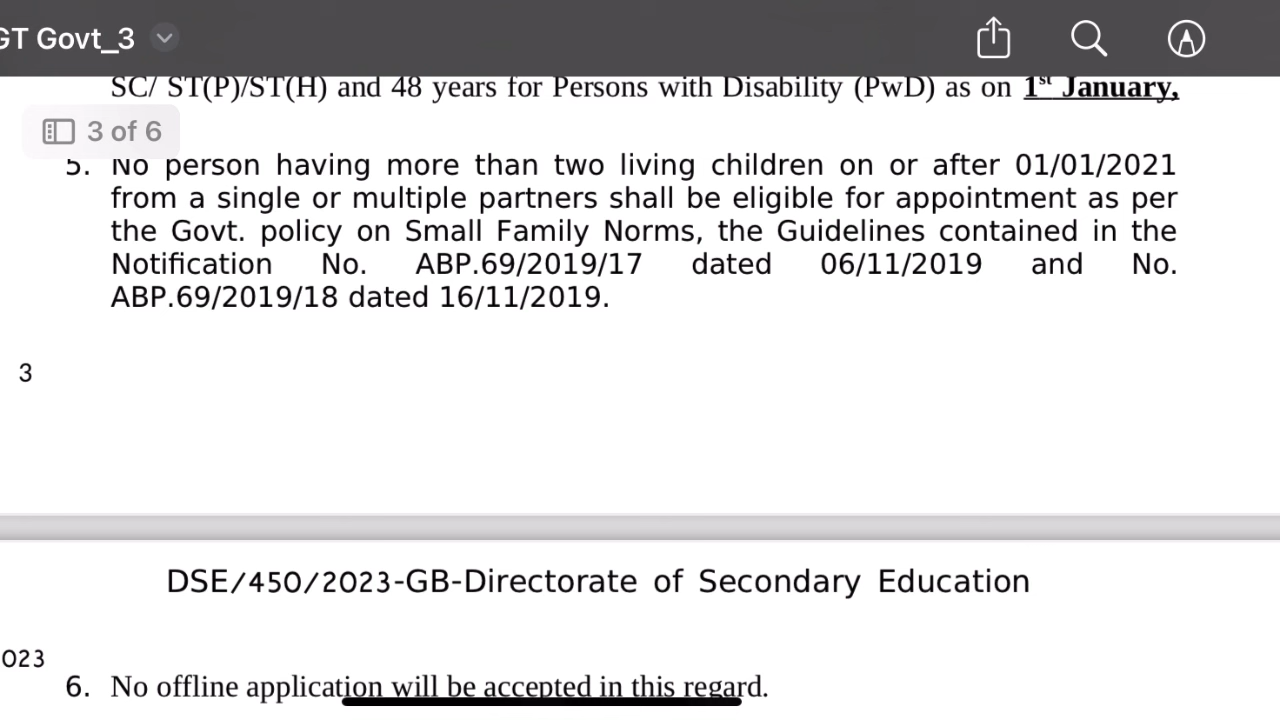 GT Govt_3
SC/ ST(P)/ST(H) and 48 years for Persons with Disability (PwD) as on 1st January,
3 of 6
5. No person having more than two living children on or after 01/01/2021
from a single or multiple partners shall be eligible for appointment as per
the Govt. policy on Small Family Norms, the Guidelines contained in the
Notification No. ABP.69/2019/17 dated 06/11/2019 and No.
ABP.69/2019/18 dated 16/11/2019.
3
DSE/450/2023-GB-Directorate of Secondary Education
023
6. No offline application will be accepted in this regard.